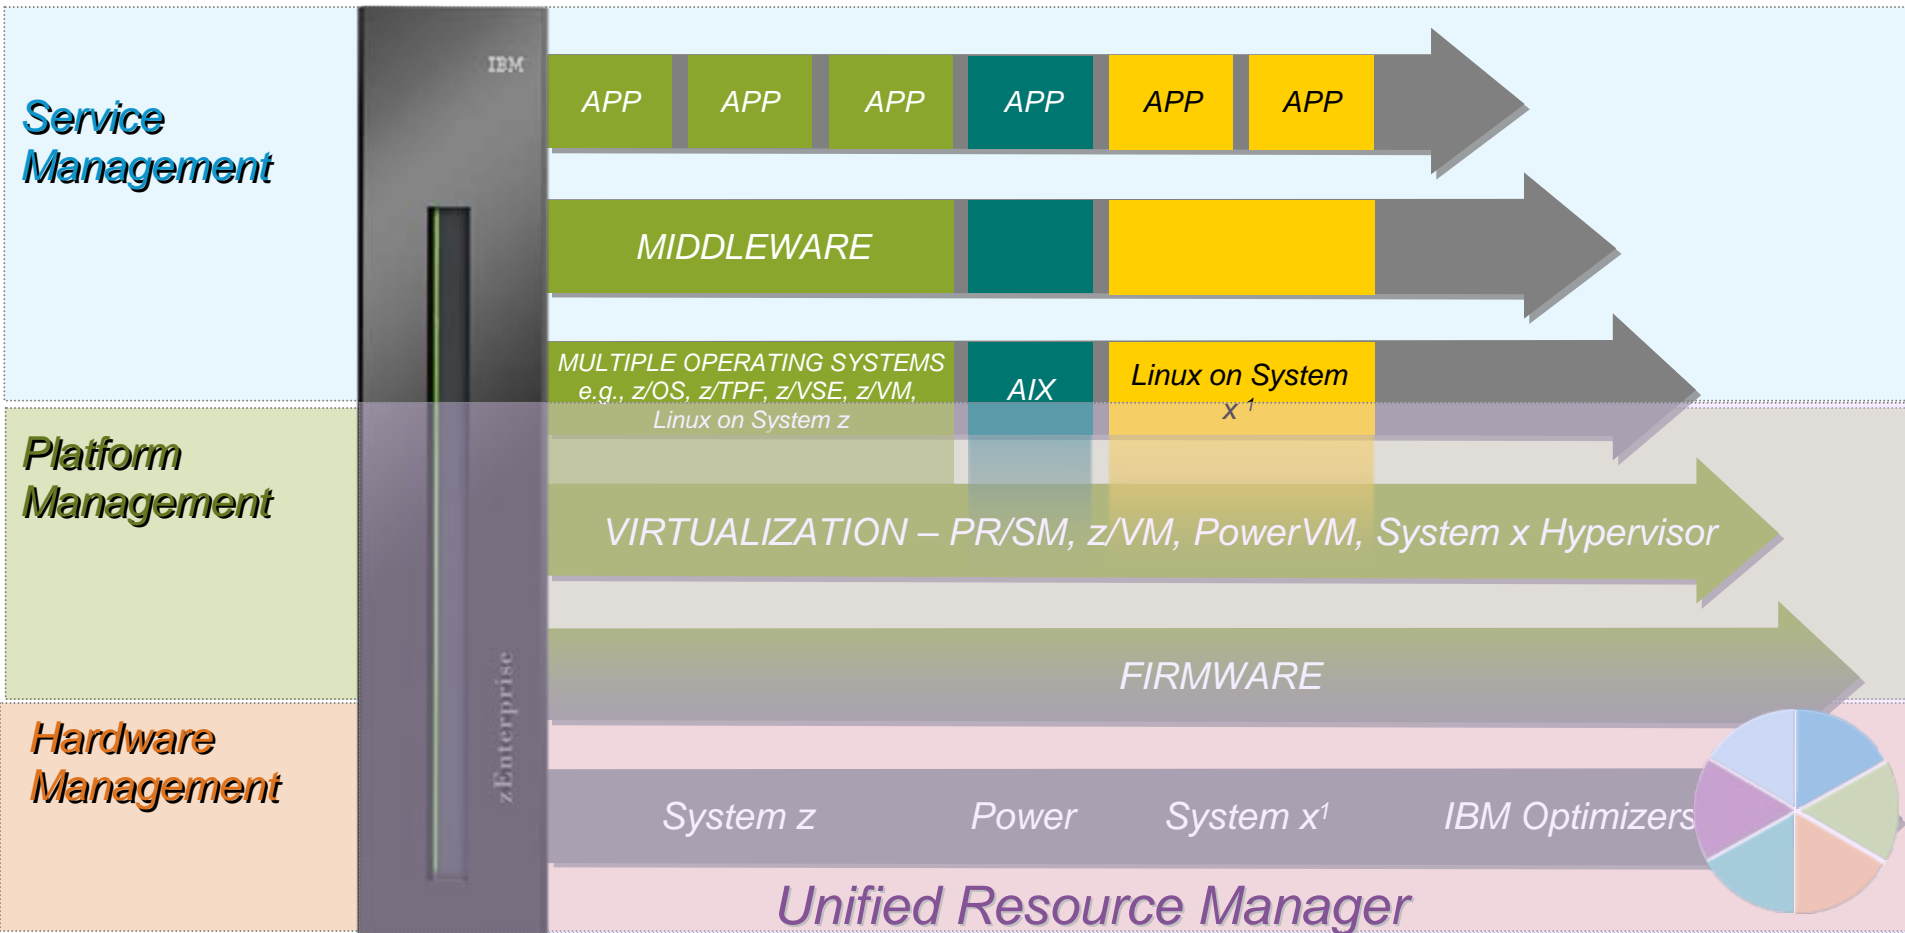 Service
Management
IBM
APP APP APP APP APP APP
MIDDLEWARE
MULTIPLE OPERATING SYSTEMS
e.g., z/OS, z/TPF, z/VSE, z/VM,
Linux on System z
AIX
Linux on System
x 1
Platform
Management
VIRTUALIZATION – PR/SM, z/VM, PowerVM, System x Hypervisor
FIRMWARE
zEnterprise
Hardware
Management
System z Power System x1 IBM Optimizers
Unified Resource Manager